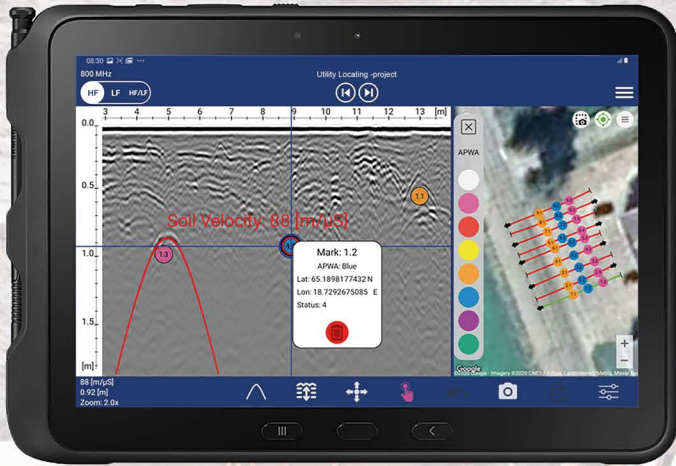 08:30
800 MHz
Utility Locating -project
HF LF HF/LF
3 4 5 6 7 8 9 10 11 12 13 [m]
0.0
0.5
1.0
1.5
[m]
Soil Velocity: 88 [m/µS]
1.1
1.3
Mark: 1.2
APWA: Blue
Lat: 65.1898177432 N
Lon: 18.7292675085 E
Status: 4
APWA
Google
+
-
88 [m/µS]
0.92 [m]
Zoom: 2.0x